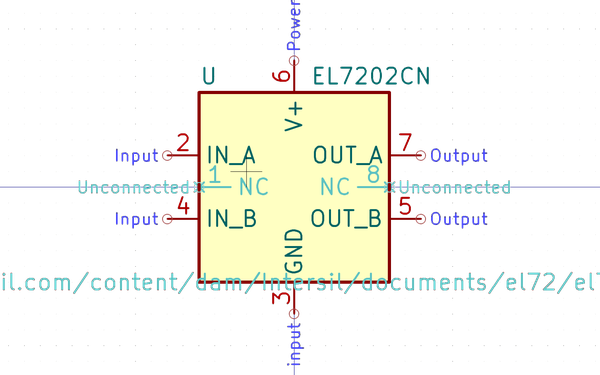 Power
6
U EL7202CN
V+
Input 2 IN_A OUT_A 7 Output
Unconnected 1 NC NC 8 Unconnected
Input 4 IN_B OUT_B 5 Output
GND
il.com/content/dam/Intersil/documents/el72/el7
3
input